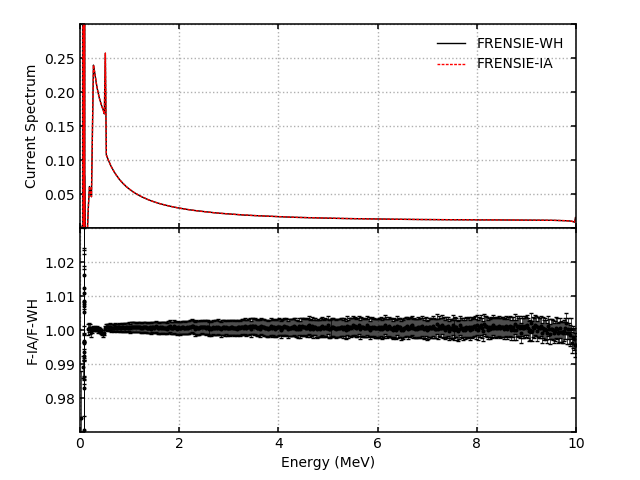 FRENSIE-WH
FRENSIE-IA
Current Spectrum
0.25
0.20
0.15
0.10
0.05
F-IA/F-WH
1.02
1.01
1.00
0.99
0.98
0 2 4 6 8 10
Energy (MeV)